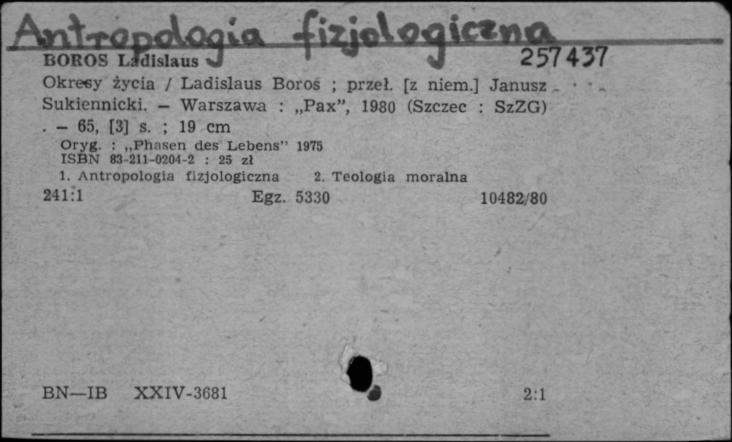 Antropologia fizjologiczna
BOROS Ladislaus 257437
Okresy życia / Ladislaus Boros ; przeł. [z niem.] Janusz
Sukiennicki. — Warszawa : „Pax”, 1980 (Szczec : SzZG)
. — 65, [3] s. ; 19 cm
Oryg. : „Phasen des Lebens” 1975
ISBN 83-211-0204-2 : 25 zł
1. Antropologia fizjologiczna 2. Teologia moralna
241:1 Egz. 5330 10482/80
BN—IB XXIV-3681 2:1